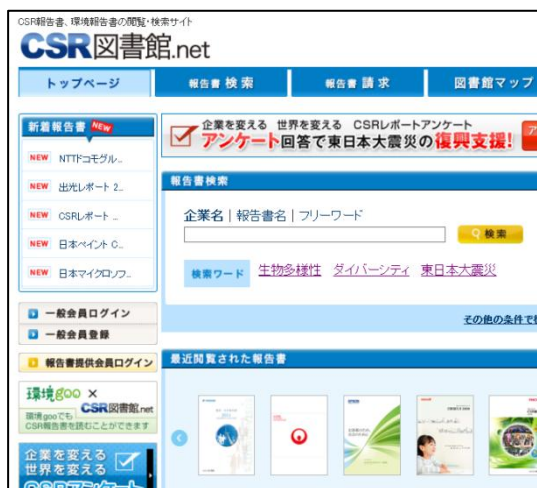 CSR報告書、環境報告書の閲覧・検索サイト
CSR図書館.net
トップページ
報告書 検索
報告書 請求
図書館マップ
新着報告書 NEW
NEW NTTドコモグル...
NEW 出光レポート 2...
NEW CSRレポート ...
NEW 日本ペイント C...
NEW 日本マイクロソフ...
一般会員ログイン
一般会員登録
報告書提供会員ログイン
環境goo ×
CSR図書館.net
環境gooでも
CSR報告書を読むことができます
企業を変える
世界を変える
CSRアンケート
企業を変える 世界を変える CSRレポートアンケート
アンケート回答で東日本大震災の復興支援!
報告書検索
企業名 | 報告書名 | フリーワード
検索
検索ワード 生物多様性 ダイバーシティ 東日本大震災
その他の条件で
最近閲覧された報告書